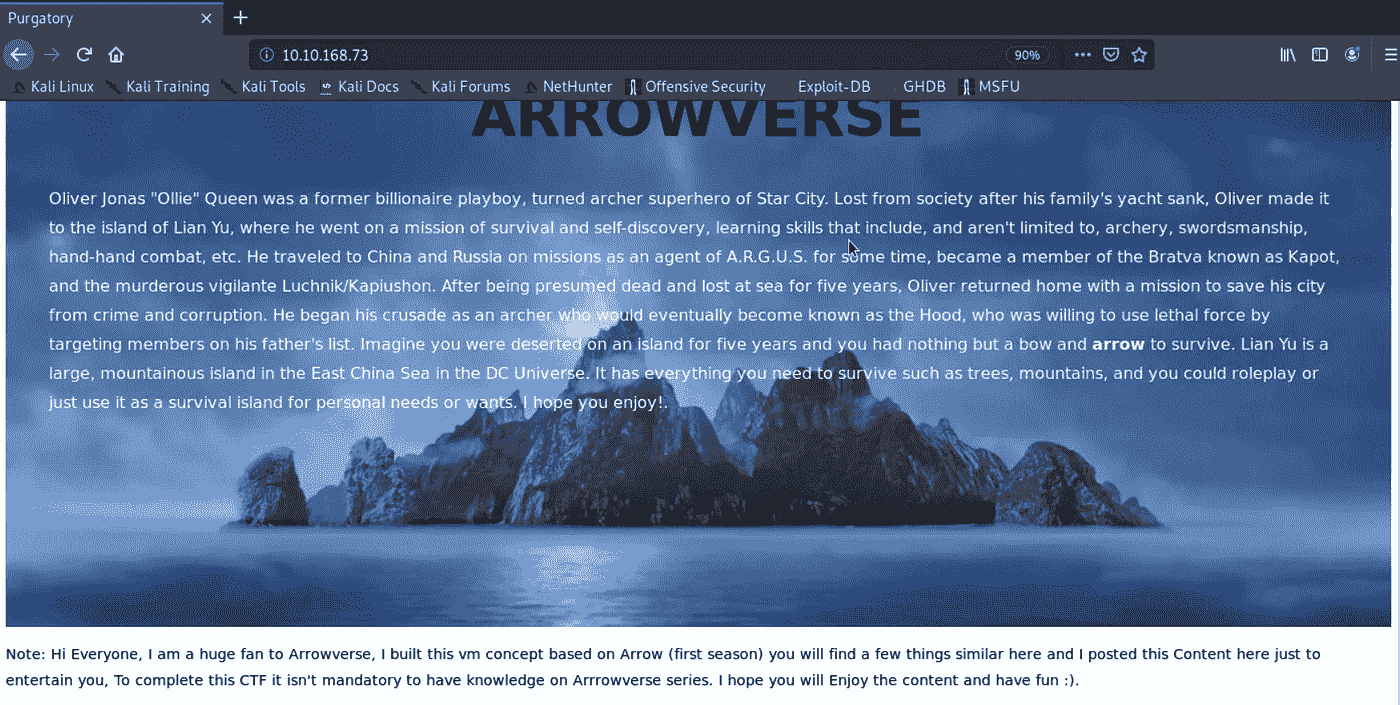 Purgatory
10.10.168.73
90%
Kali Linux Kali Training Kali Tools Kali Docs Kali Forums NetHunter Offensive Security Exploit-DB GHDB MSFU
ARROWVERSE
Oliver Jonas "Ollie" Queen was a former billionaire playboy, turned archer superhero of Star City. Lost from society after his family's yacht sank, Oliver made it
to the island of Lian Yu, where he went on a mission of survival and self-discovery, learning skills that include, and aren't limited to, archery, swordsmanship,
hand-hand combat, etc. He traveled to China and Russia on missions as an agent of A.R.G.U.S. for some time, became a member of the Bratva known as Kapot,
and the murderous vigilante Luchnik/Kapiushon. After being presumed dead and lost at sea for five years, Oliver returned home with a mission to save his city
from crime and corruption. He began his crusade as an archer who would eventually become known as the Hood, who was willing to use lethal force by
targeting members on his father's list. Imagine you were deserted on an island for five years and you had nothing but a bow and arrow to survive. Lian Yu is a
large, mountainous island in the East China Sea in the DC Universe. It has everything you need to survive such as trees, mountains, and you could roleplay or
just use it as a survival island for personal needs or wants. I hope you enjoy!.
Note: Hi Everyone, I am a huge fan to Arrowverse, I built this vm concept based on Arrow (first season) you will find a few things similar here and I posted this Content here just to
entertain you, To complete this CTF it isn't mandatory to have knowledge on Arrrowverse series. I hope you will Enjoy the content and have fun :).